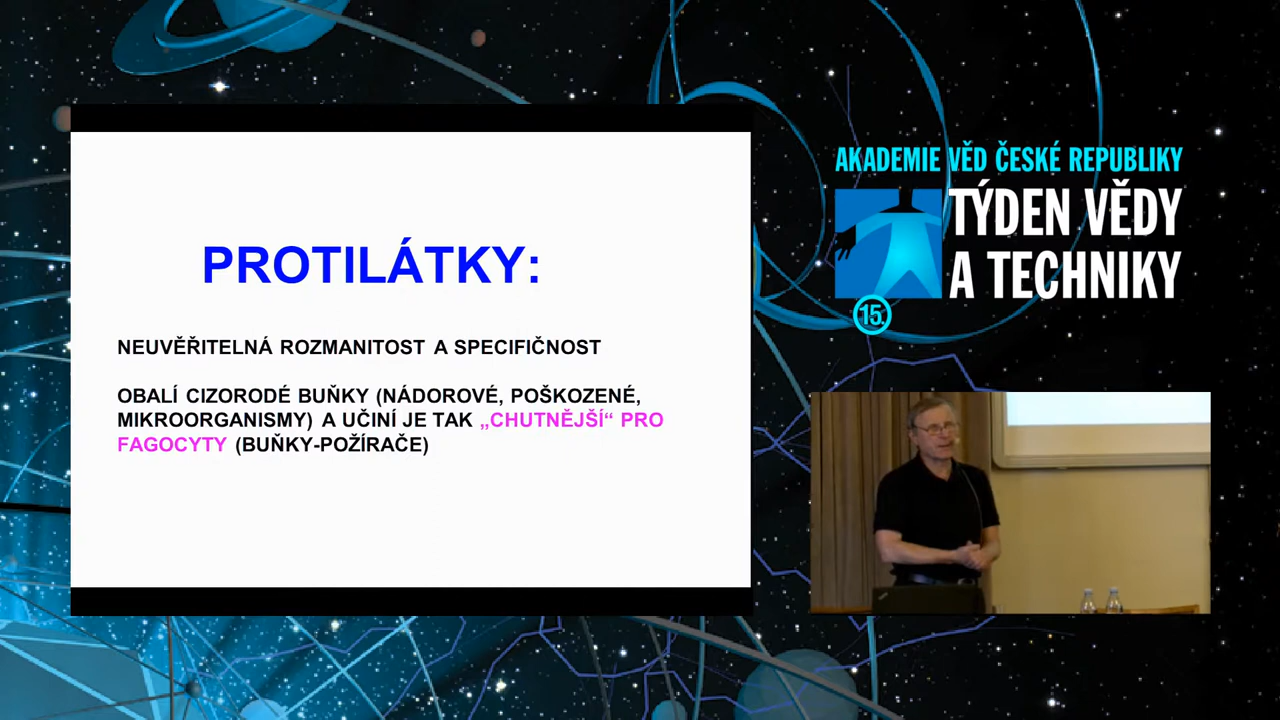 PROTILÁTKY:
NEUVĚŘITELNÁ ROZMANITOST A SPECIFIČNOST
OBALÍ CIZORODÉ BUŇKY (NÁDOROVÉ, POŠKOZENÉ,
MIKROORGANISMY) A UČINÍ JE TAK „CHUTNĚJŠÍ“ PRO
FAGOCYTY (BUŇKY-POŽÍRAČE)
AKADEMIE VĚD ČESKÉ REPUBLIKY
TÝDEN VĚDY
A TECHNIKY
15.